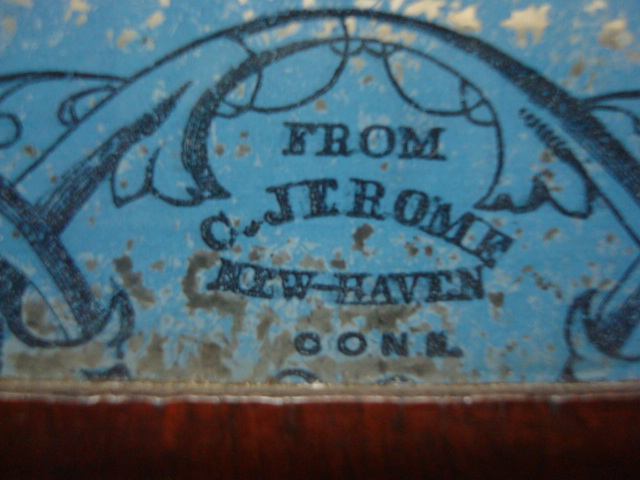 FROM
C. JEROME
NEW-HAVEN
CONN.